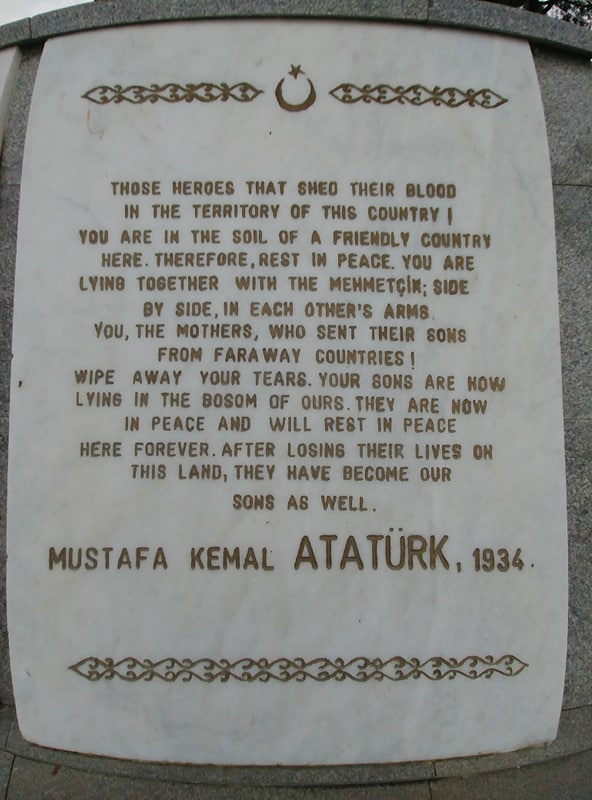 THOSE HEROES THAT SHED THEIR BLOOD
IN THE TERRITORY OF THIS COUNTRY!
YOU ARE IN THE SOIL OF A FRIENDLY COUNTRY
HERE. THEREFORE, REST IN PEACE. YOU ARE
LYING TOGETHER WITH THE MEHMETÇİK; SIDE
BY SIDE, IN EACH OTHER'S ARMS.
YOU, THE MOTHERS, WHO SENT THEIR SONS
FROM FARAWAY COUNTRIES!
WIPE AWAY YOUR TEARS. YOUR SONS ARE NOW
LYING IN THE BOSOM OF OURS. THEY ARE NOW
IN PEACE AND WILL REST IN PEACE
HERE FOREVER. AFTER LOSING THEIR LIVES ON
THIS LAND, THEY HAVE BECOME OUR
SONS AS WELL.
MUSTAFA KEMAL ATATÜRK, 1934.